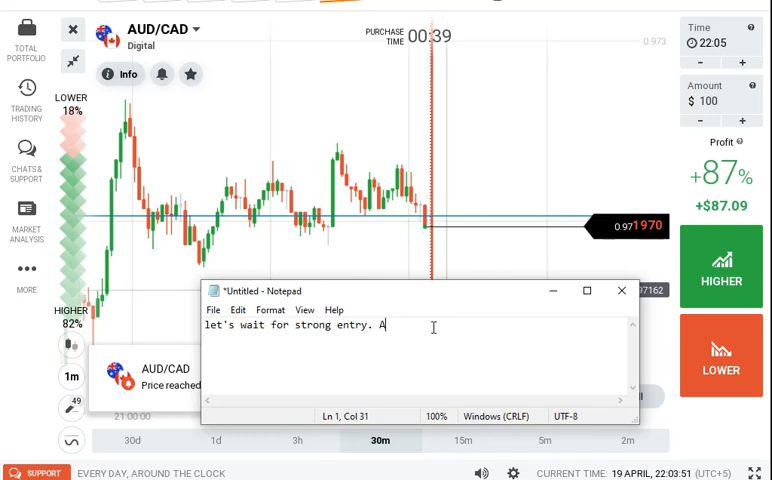 AUD/CAD
Digital
PURCHASE
TIME
00:39
0.973
Info
TOTAL
PORTFOLIO
TRADING
HISTORY
CHATS &
SUPPORT
MARKET
ANALYSIS
MORE
LOWER
18%
HIGHER
82%
1m
49
Time
22:05
- +
Amount
$ 100
- +
Profit
+87%
+$87.09
HIGHER
LOWER
0.971970
97162
*Untitled - Notepad
File Edit Format View Help
let's wait for strong entry. A
Ln 1, Col 31 100% Windows (CRLF) UTF-8
AUD/CAD
Price reached
21:00:00
30d 1d 3h 30m 15m 5m 2m
SUPPORT EVERY DAY, AROUND THE CLOCK
CURRENT TIME: 19 APRIL, 22:03:51 (UTC+5)